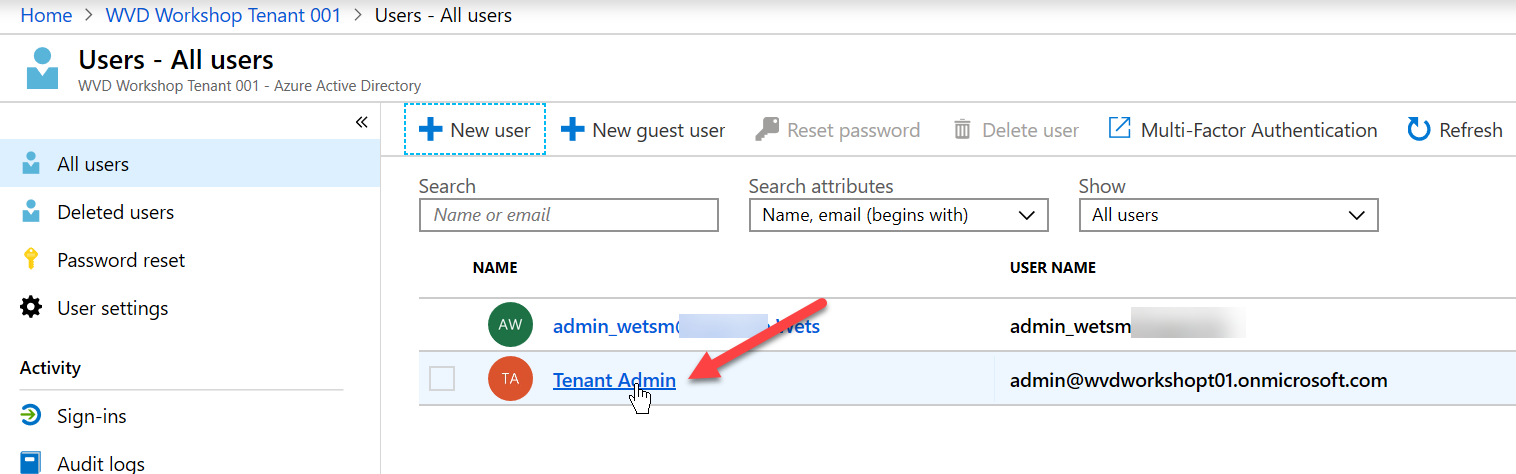 Home > WVD Workshop Tenant 001 > Users - All users
Users - All users
WVD Workshop Tenant 001 - Azure Active Directory
«
All users
Deleted users
Password reset
User settings
Activity
Sign-ins
Audit logs
New user New guest user Reset password Delete user Multi-Factor Authentication Refresh
Search Search attributes Show
Name or email Name, email (begins with) All users
NAME USER NAME
AW admin_wetsm Wets admin_wetsm
TA Tenant Admin admin@wvdworkshopt01.onmicrosoft.com